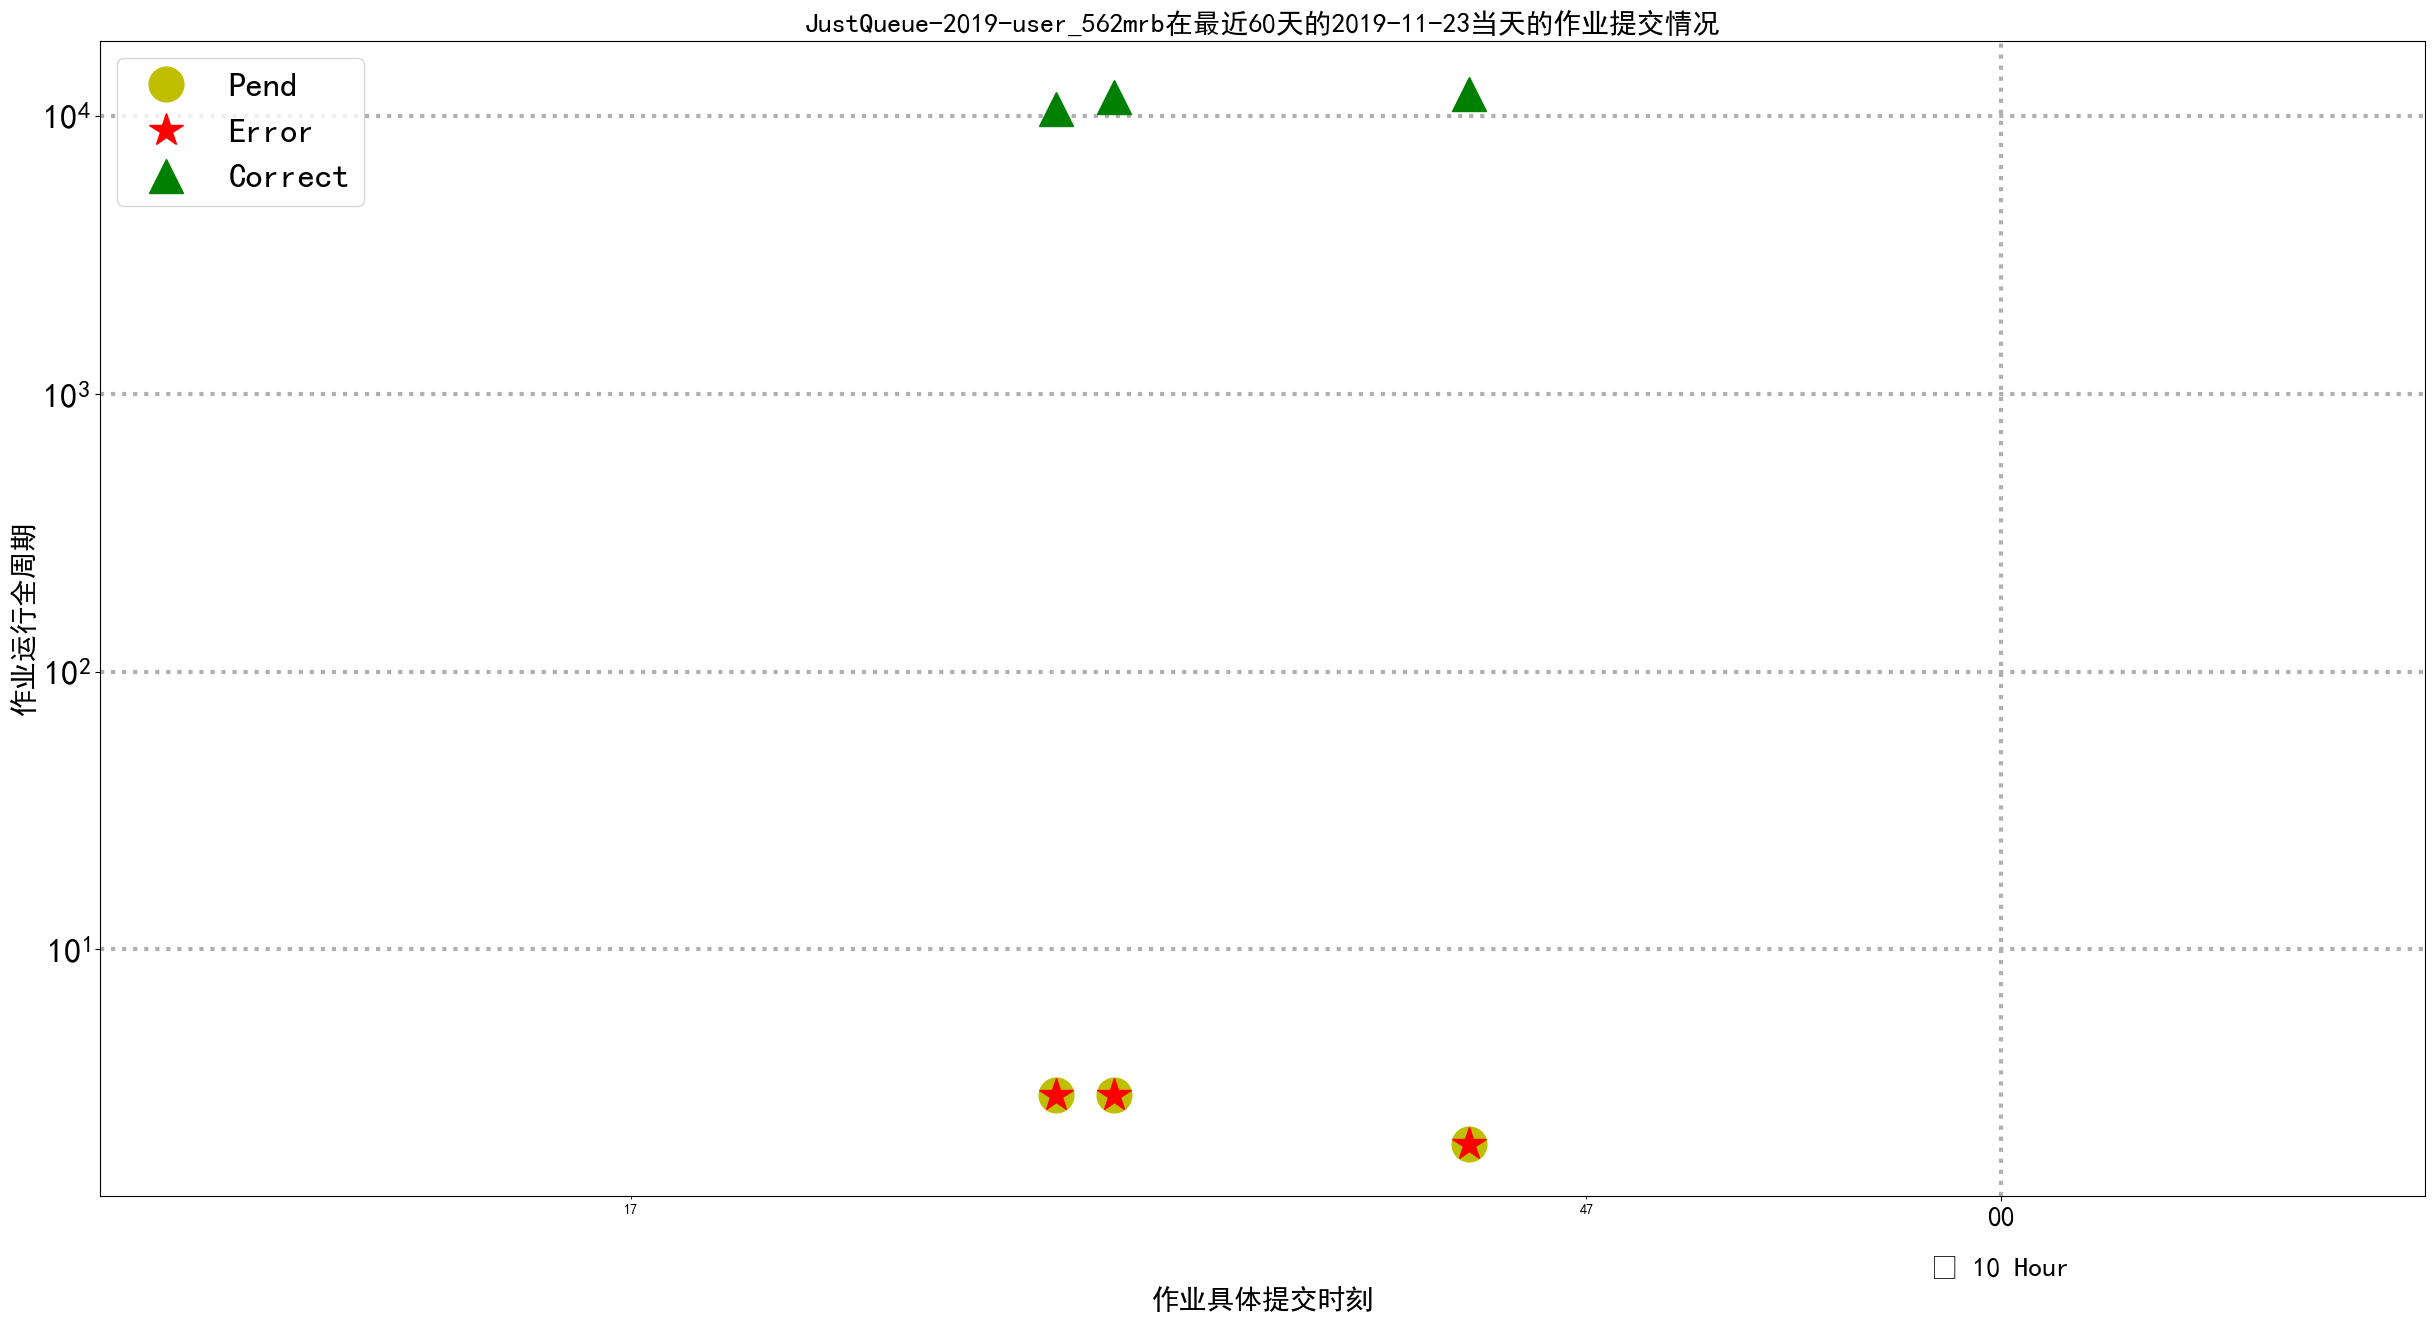 JustQueue-2019-user_562mrb在最近60天的2019-11-23当天的作业提交情况
Pend
Error
Correct
10⁴
10³
10²
10¹
作业运行全周期
17
47
00
□ 10 Hour
作业具体提交时刻